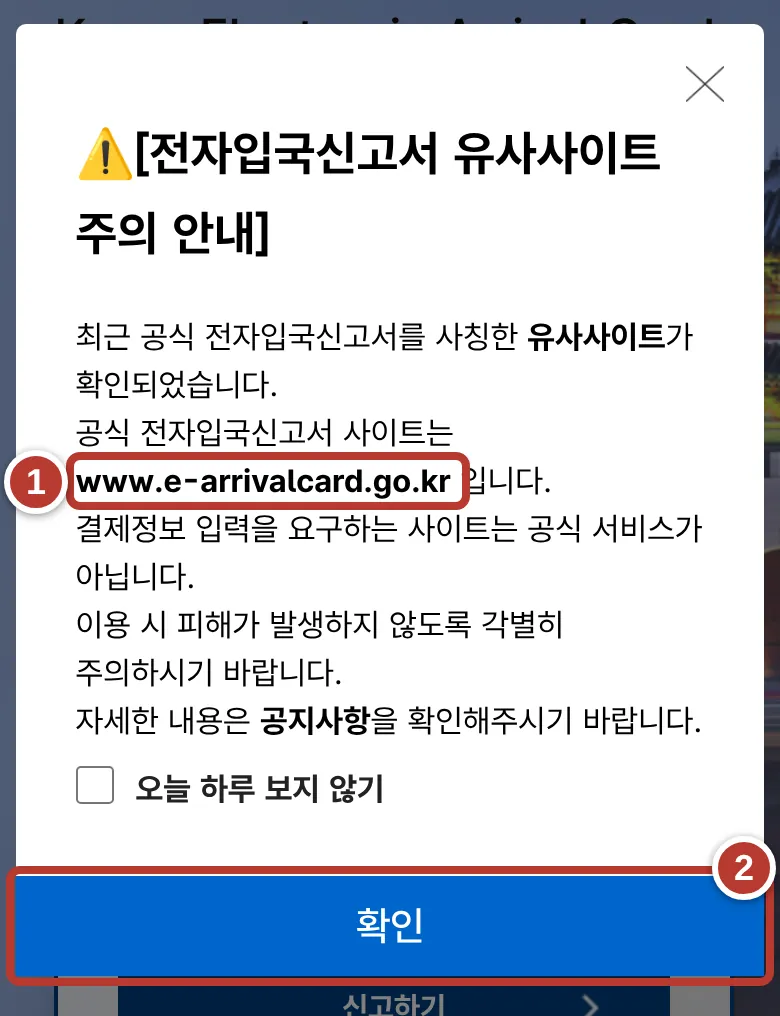 ⚠️[전자입국신고서 유사사이트
주의 안내]
최근 공식 전자입국신고서를 사칭한 유사사이트가
확인되었습니다.
공식 전자입국신고서 사이트는
1
www.e-arrivalcard.go.kr 입니다.
결제정보 입력을 요구하는 사이트는 공식 서비스가
아닙니다.
이용 시 피해가 발생하지 않도록 각별히
주의하시기 바랍니다.
자세한 내용은 공지사항을 확인해주시기 바랍니다.
오늘 하루 보지 않기
2
확인
신고하기